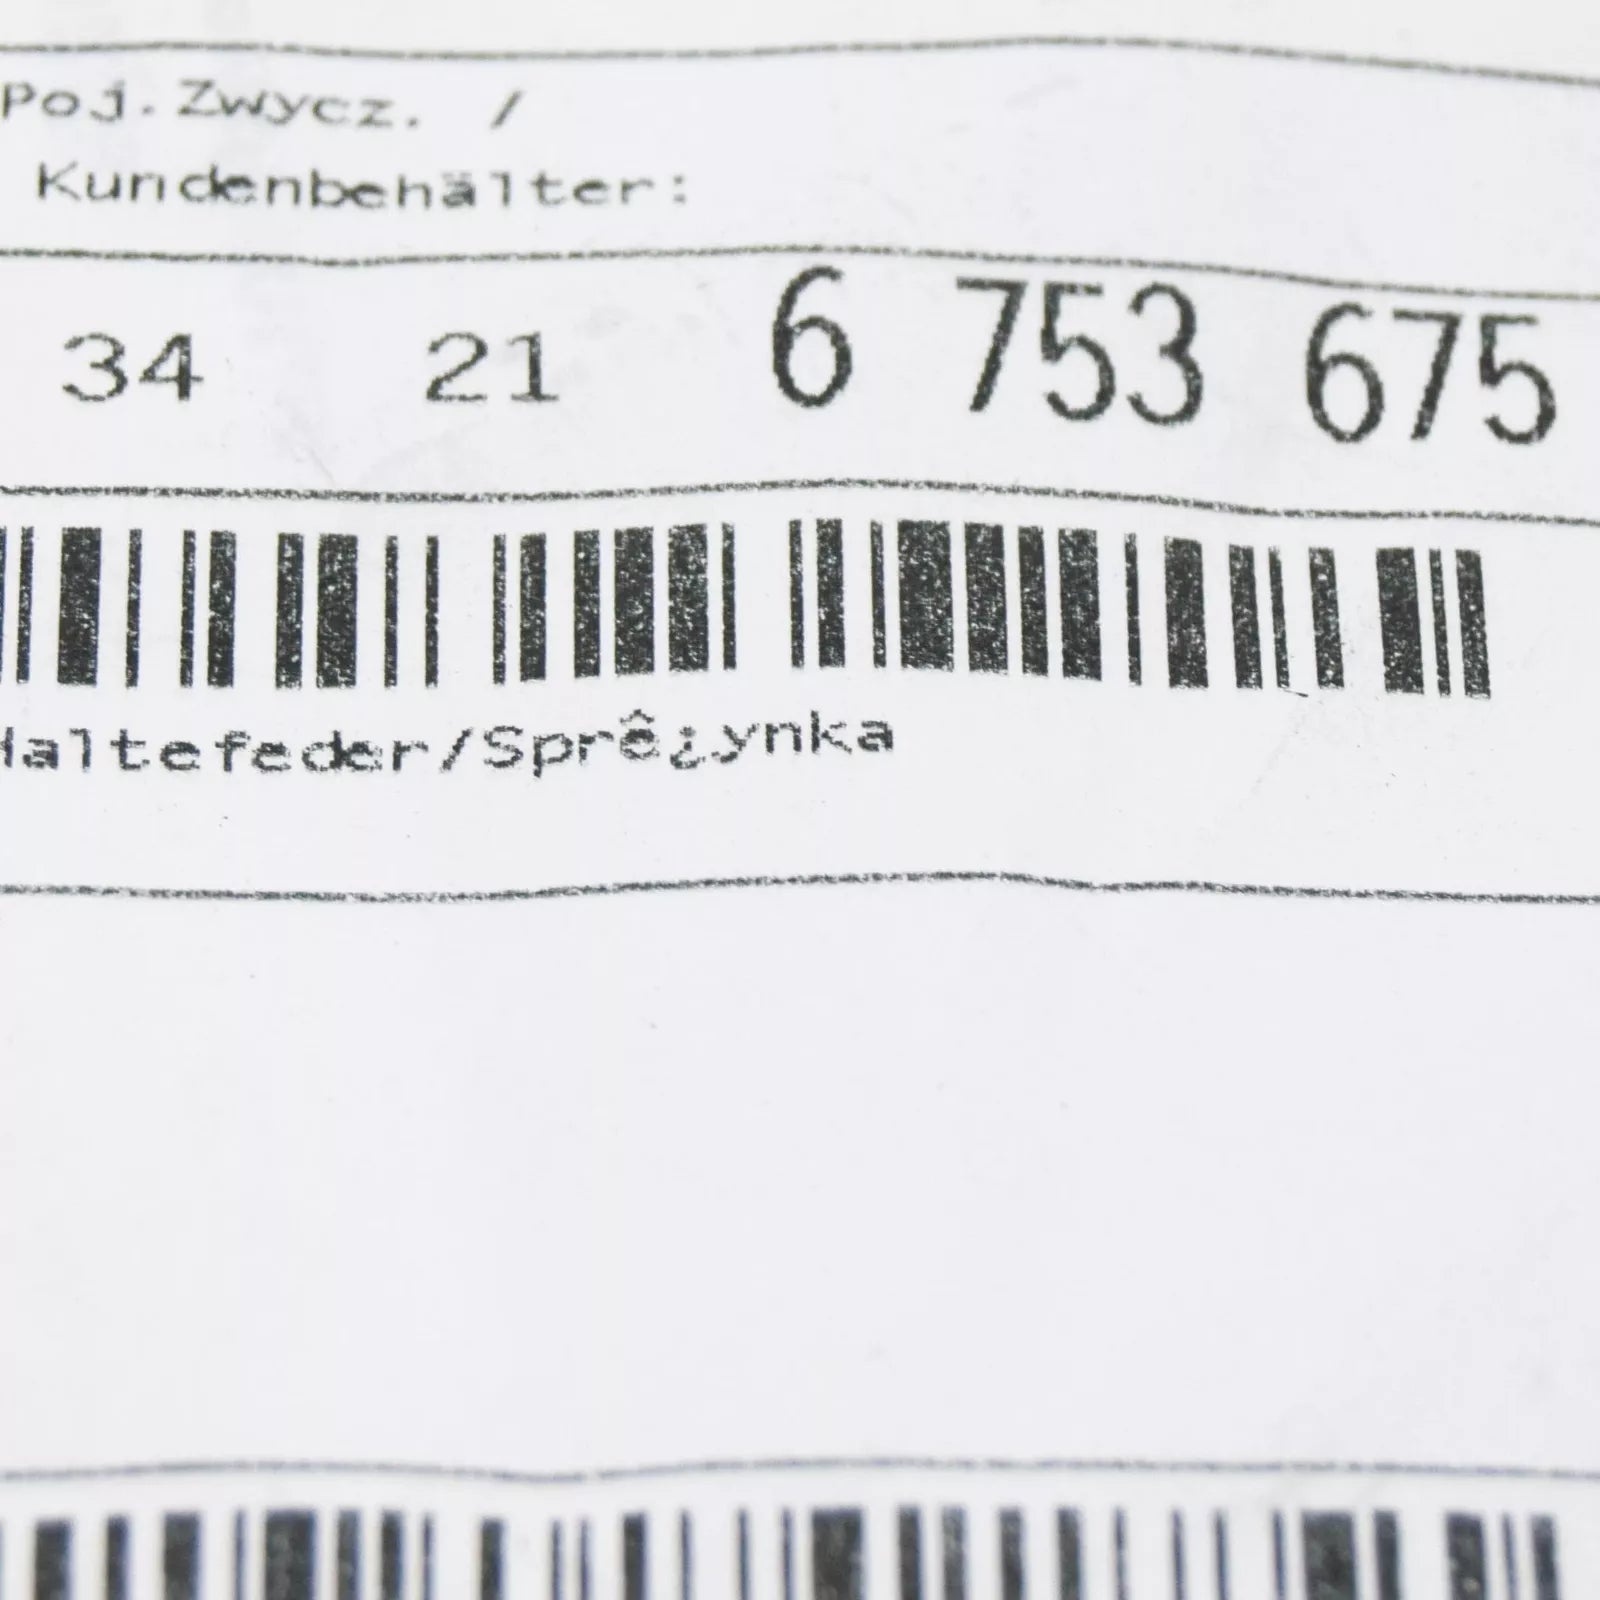 Poj.Zwycz. /
Kundenbehälter:
34 21 6 753 675
Haltefeder/Sprê¿ynka